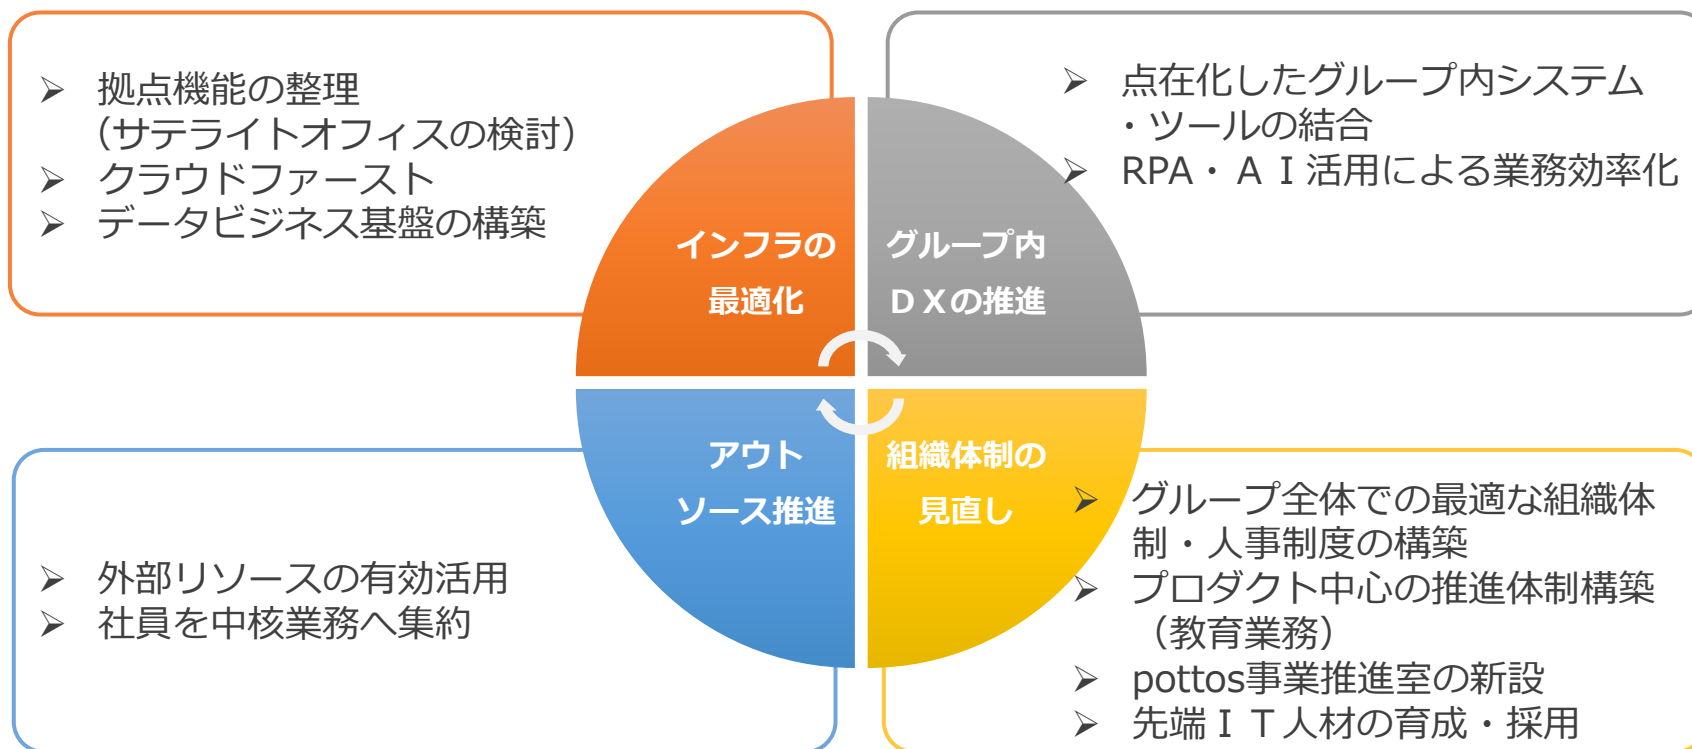 ➢ 拠点機能の整理
（サテライトオフィスの検討）
➢ クラウドファースト
➢ データビジネス基盤の構築
➢ 点在化したグループ内システム
・ツールの結合
➢ RPA・ＡＩ活用による業務効率化
インフラの
最適化
グループ内
ＤＸの推進
アウト
ソース推進
組織体制の
見直し
➢ 外部リソースの有効活用
➢ 社員を中核業務へ集約
➢ グループ全体での最適な組織体
制・人事制度の構築
➢ プロダクト中心の推進体制構築
（教育業務）
➢ pottos事業推進室の新設
➢ 先端ＩＴ人材の育成・採用